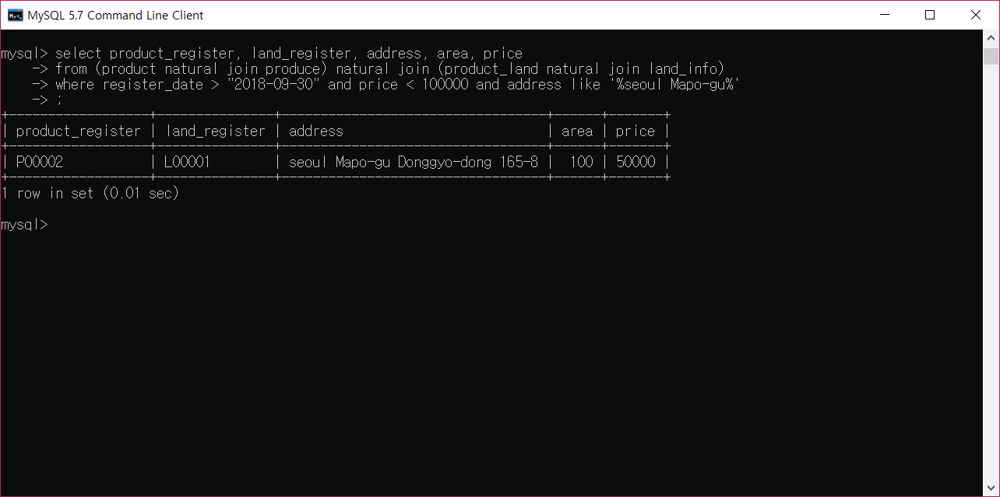 MySQL 5.7 Command Line Client
mysql> select product_register, land_register, address, area, price
    -> from (product natural join produce) natural join (product_land natural join land_info)
    -> where register_date > "2018-09-30" and price < 100000 and address like '%seoul Mapo-gu%'
    -> ;
+------------------+---------------+----------------------------------+------+-------+
| product_register | land_register | address                          | area | price |
+------------------+---------------+----------------------------------+------+-------+
| P00002           | L00001        | seoul Mapo-gu Donggyo-dong 165-8 |  100 | 50000 |
+------------------+---------------+----------------------------------+------+-------+
1 row in set (0.01 sec)
mysql>